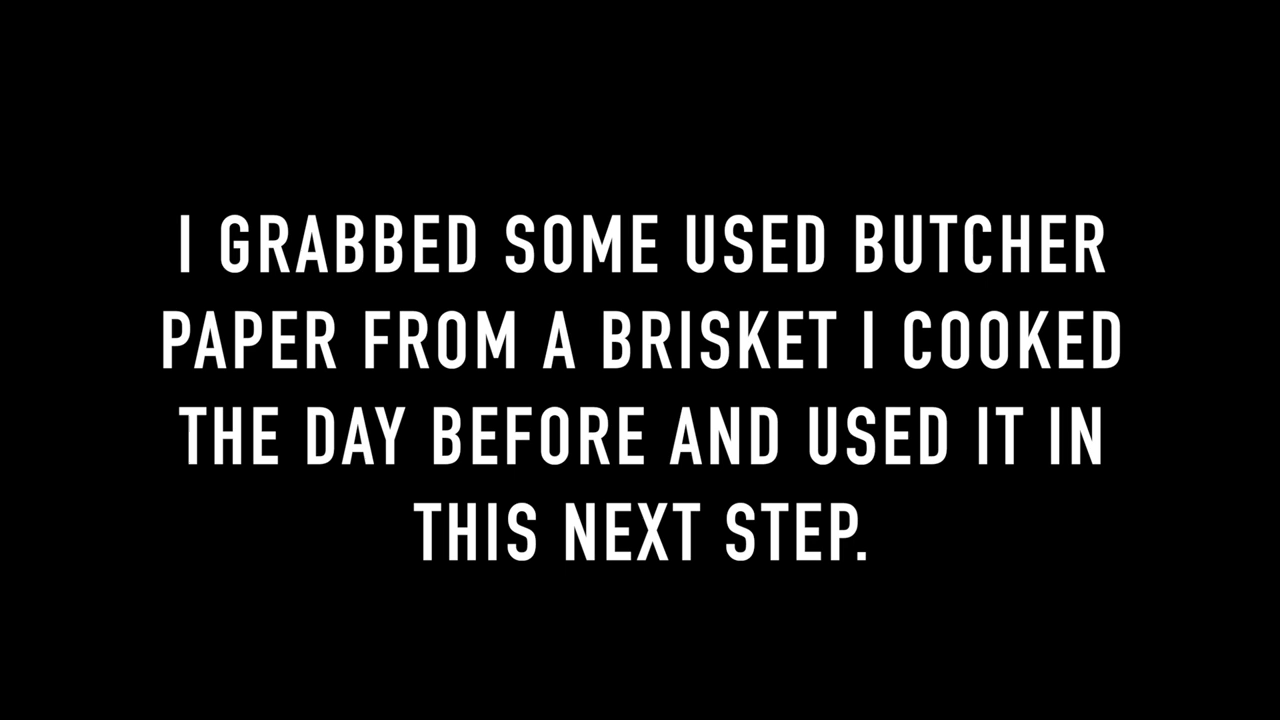 I GRABBED SOME USED BUTCHER
PAPER FROM A BRISKET I COOKED
THE DAY BEFORE AND USED IT IN
THIS NEXT STEP.